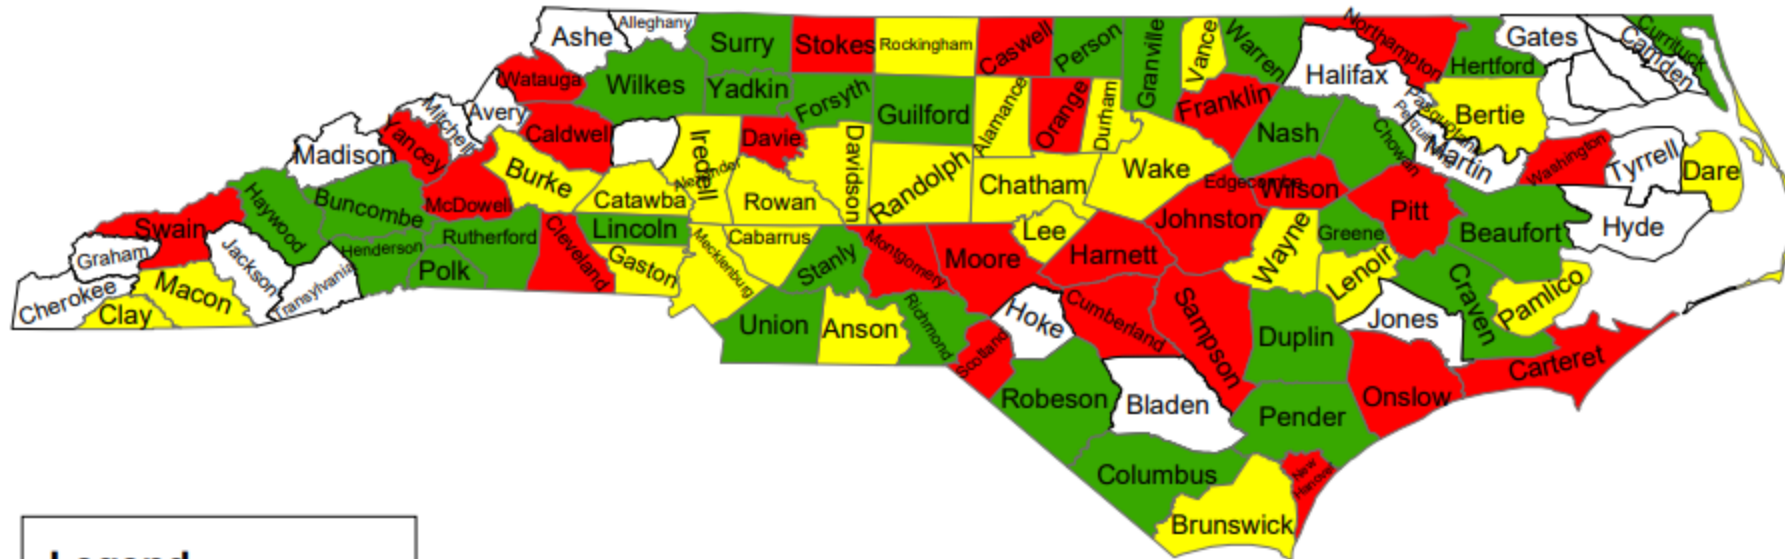 Ashe
Alleghany
Surry
Stokes
Rockingham
Caswell
Person
Granville
Vance
Warren
Northampton
Hertford
Gates
Camden
Currituck
Watauga
Wilkes
Yadkin
Forsyth
Guilford
Alamance
Orange
Durham
Franklin
Halifax
Nash
Bertie
Pasquotank
Perquimans
Chowan
Martin
Washington
Tyrrell
Dare
Mitchell
Avery
Caldwell
Iredell
Alexander
Davie
Davidson
Randolph
Chatham
Wake
Edgecombe
Wilson
Madison
Yancey
Burke
Catawba
Rowan
Johnston
Pitt
Haywood
Buncombe
McDowell
Swain
Rutherford
Cleveland
Lincoln
Mecklenburg
Cabarrus
Stanly
Montgomery
Moore
Lee
Harnett
Wayne
Greene
Beaufort
Hyde
Graham
Jackson
Henderson
Polk
Gaston
Lenoir
Craven
Pamlico
Cherokee
Clay
Macon
Transylvania
Union
Anson
Richmond
Scotland
Hoke
Cumberland
Sampson
Duplin
Jones
Carteret
Robeson
Bladen
Pender
Onslow
Columbus
New
Hanover
Brunswick
Legend